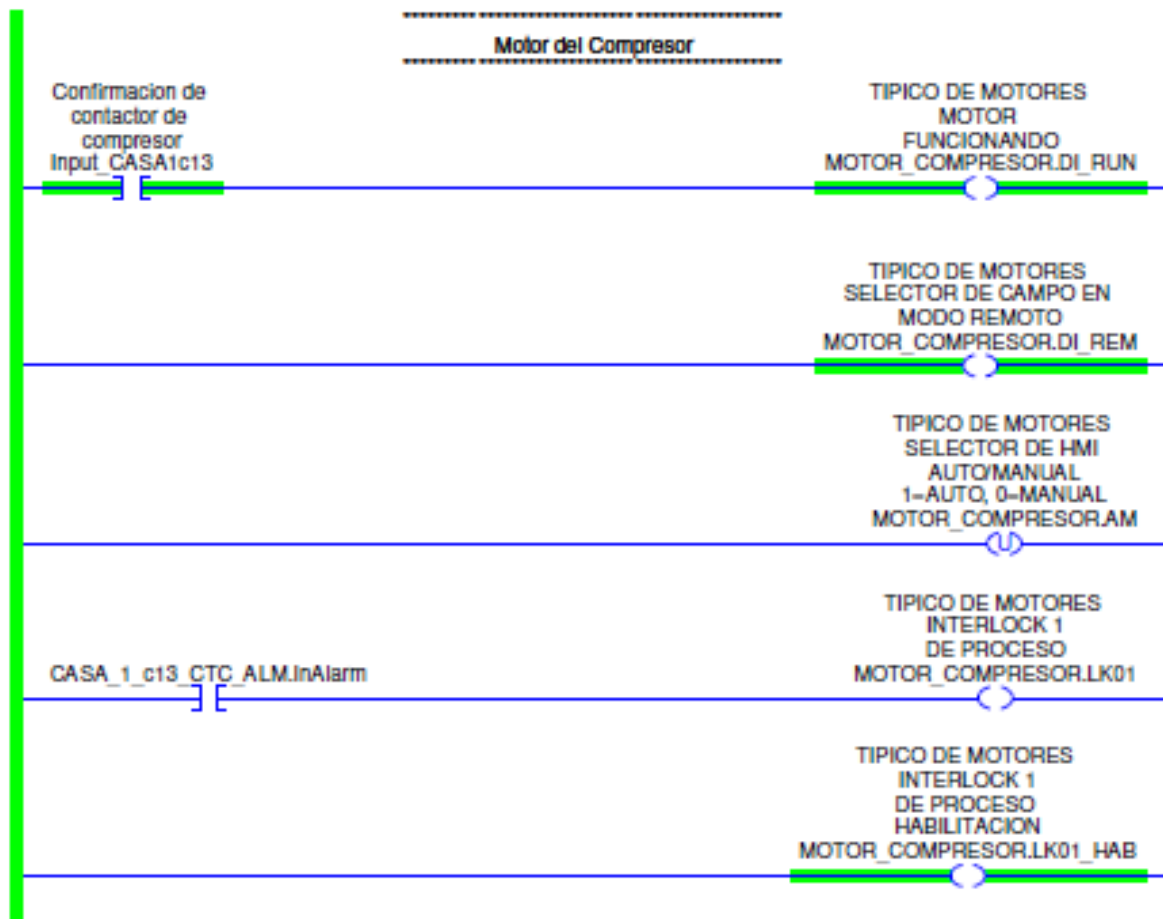 Motor del Compresor
Confirmacion de
contactor de
compresor
Input_CASA1c13
TIPICO DE MOTORES
MOTOR
FUNCIONANDO
MOTOR_COMPRESOR.DI_RUN
TIPICO DE MOTORES
SELECTOR DE CAMPO EN
MODO REMOTO
MOTOR_COMPRESOR.DI_REM
TIPICO DE MOTORES
SELECTOR DE HMI
AUTO/MANUAL
1=AUTO, 0=MANUAL
MOTOR_COMPRESOR.AM
U
CASA_1_c13_CTC_ALM.InAlarm
TIPICO DE MOTORES
INTERLOCK 1
DE PROCESO
MOTOR_COMPRESOR.LK01
TIPICO DE MOTORES
INTERLOCK 1
DE PROCESO
HABILITACION
MOTOR_COMPRESOR.LK01_HAB